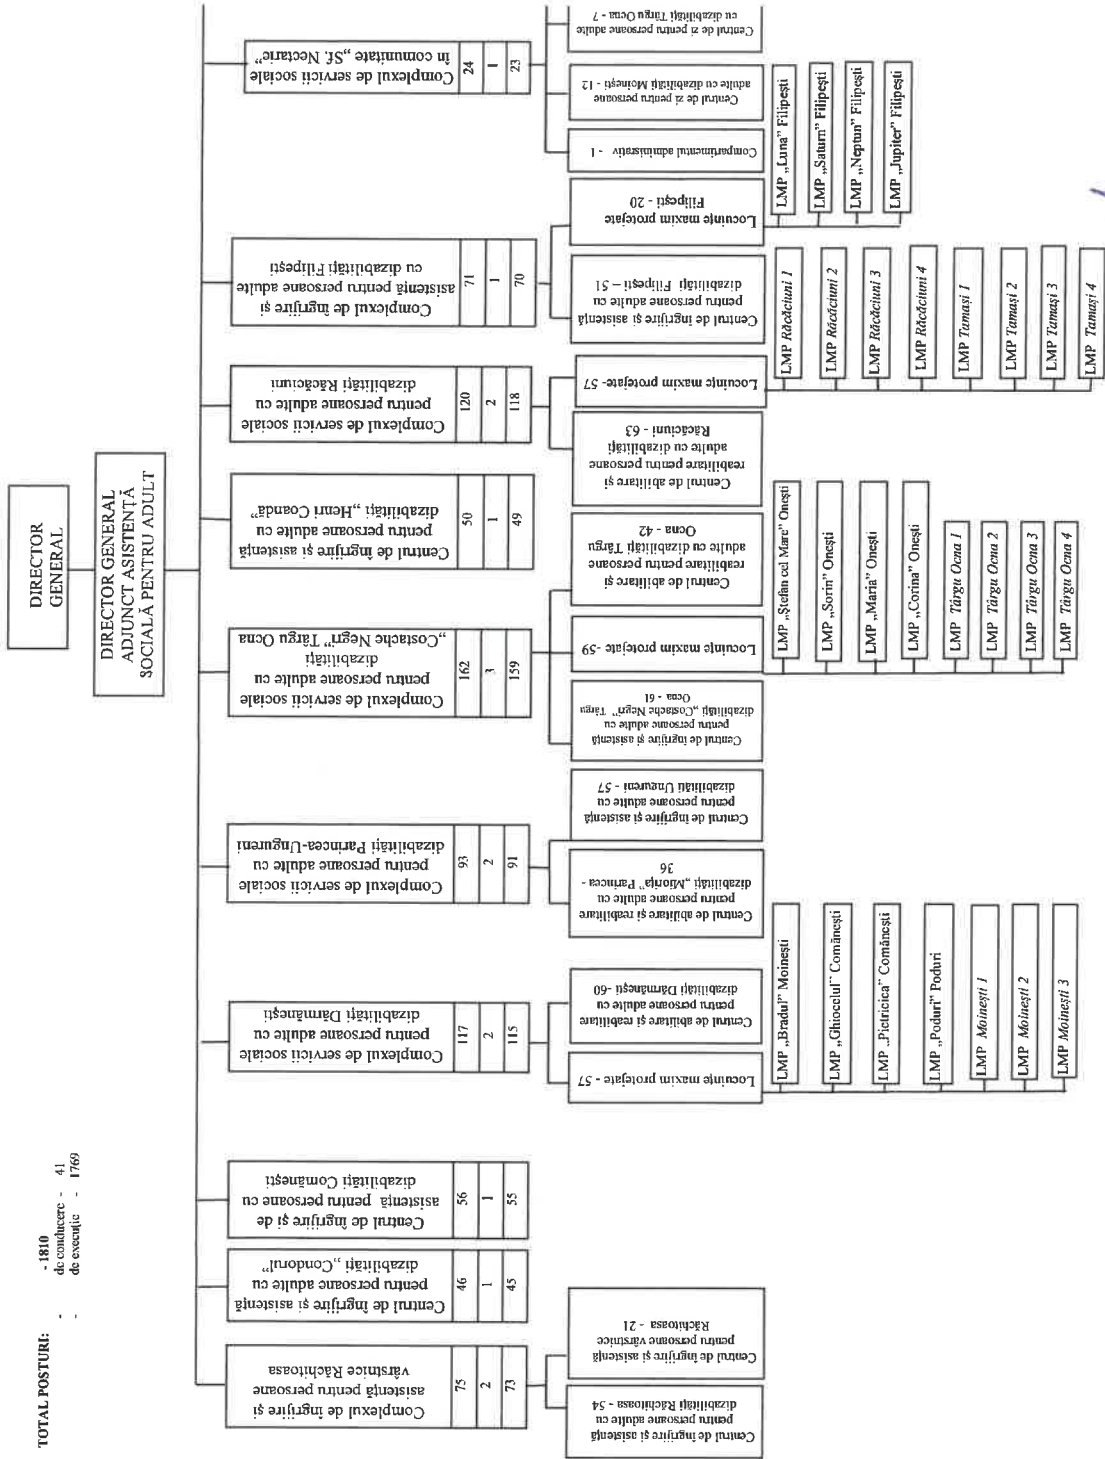 TOTAL POSTURI: - 1810
- de conducere - 41
- de execuție - 1769
DIRECTOR
GENERAL
DIRECTOR GENERAL
ADJUNCT ASISTENȚĂ
SOCIALĂ PENTRU ADULT
Complexul de îngrijire și
asistență pentru persoane
vârstnice Răchitoasa
75
2
73
Centrul de îngrijire și asistență
pentru persoane adulte cu
dizabilități Răchitoasa - 54
Centrul de îngrijire și asistență
pentru persoane vârstnice
Răchitoasa - 21
Centrul de îngrijire și asistență
pentru persoane adulte cu
dizabilități „Condorul”
46
1
45
Centrul de îngrijire și de
asistență pentru persoane cu
dizabilități Comănești
56
1
55
Complexul de servicii sociale
pentru persoane adulte cu
dizabilități Dărmănești
117
2
115
Locuințe maxim protejate - 57
LMP „Bradul” Moinești
LMP „Ghiocelul” Comănești
LMP „Pietricica” Comănești
LMP „Poduri” Poduri
LMP Moinești 1
LMP Moinești 2
LMP Moinești 3
Centrul de abilitare și reabilitare
pentru persoane adulte cu
dizabilități Dărmănești -60
Complexul de servicii sociale
pentru persoane adulte cu
dizabilități Parincea-Ungureni
93
2
91
Centrul de abilitare și reabilitare
pentru persoane adulte cu
dizabilități „Miorița” Parincea -
36
Centrul de îngrijire și asistență
pentru persoane adulte cu
dizabilități Ungureni - 57
Complexul de servicii sociale
pentru persoane adulte cu
dizabilități
„Costache Negri” Târgu Ocna
162
3
159
Centrul de îngrijire și asistență
pentru persoane adulte cu
dizabilități „Costache Negri” Târgu
Ocna - 61
Locuințe maxim protejate -59
LMP „Ștefan cel Mare” Onești
LMP „Sorin” Onești
LMP „Maria” Onești
LMP „Corina” Onești
LMP Târgu Ocna 1
LMP Târgu Ocna 2
LMP Târgu Ocna 3
LMP Târgu Ocna 4
Centrul de abilitare și
reabilitare pentru persoane
adulte cu dizabilități Târgu
Ocna - 42
Centrul de îngrijire și asistență
pentru persoane adulte cu
dizabilități „Henri Coandă”
50
1
49
Complexul de servicii sociale
pentru persoane adulte cu
dizabilități Răcăciuni
120
2
118
Centrul de abilitare și
reabilitare pentru persoane
adulte cu dizabilități
Răcăciuni - 63
Locuințe maxim protejate- 57
LMP Răcăciuni 1
LMP Răcăciuni 2
LMP Răcăciuni 3
LMP Răcăciuni 4
LMP Tamași 1
LMP Tamași 2
LMP Tamași 3
LMP Tamași 4
Complexul de îngrijire și
asistență pentru persoane adulte
cu dizabilități Filipești
71
1
70
Centrul de îngrijire și asistență
pentru persoane adulte cu
dizabilități Filipești – 51
Locuințe maxim protejate
Filipești - 20
LMP „Luna” Filipești
LMP „Saturn” Filipești
LMP „Neptun” Filipești
LMP „Jupiter” Filipești
Complexul de servicii sociale
în comunitate „Sf. Nectarie”
24
1
23
Compartimentul administrativ - 1
Centrul de zi pentru persoane
adulte cu dizabilități Moinești - 12
Centrul de zi pentru persoane adulte
cu dizabilități Târgu Ocna - 7